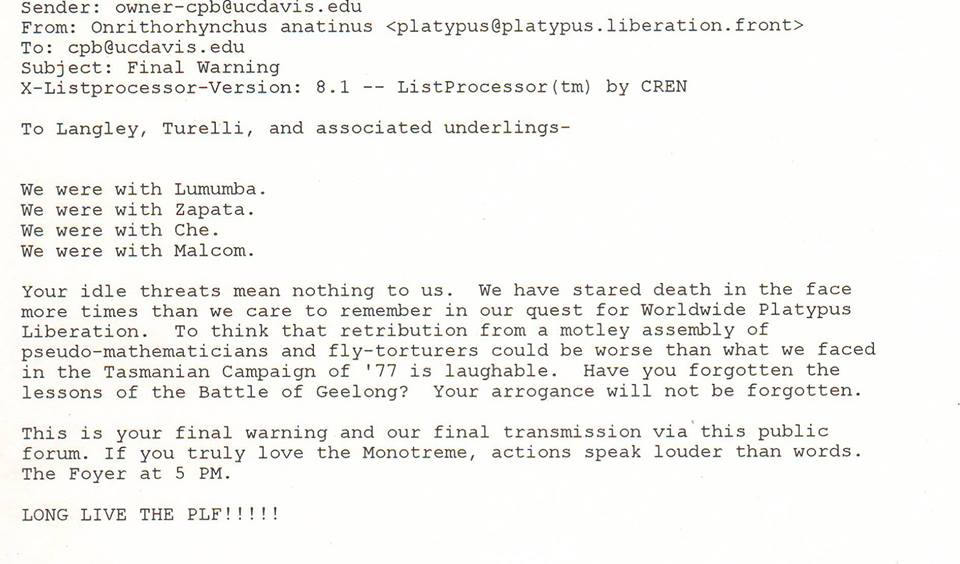 Sender: owner-cpb@ucdavis.edu
From: Onrithorhynchus anatinus <platypus@platypus.liberation.front>
To: cpb@ucdavis.edu
Subject: Final Warning
X-Listprocessor-Version: 8.1 -- ListProcessor(tm) by CREN
To Langley, Turelli, and associated underlings-
We were with Lumumba.
We were with Zapata.
We were with Che.
We were with Malcom.
Your idle threats mean nothing to us.  We have stared death in the face
more times than we care to remember in our quest for Worldwide Platypus
Liberation.  To think that retribution from a motley assembly of
pseudo-mathematicians and fly-torturers could be worse than what we faced
in the Tasmanian Campaign of '77 is laughable.  Have you forgotten the
lessons of the Battle of Geelong?  Your arrogance will not be forgotten.
This is your final warning and our final transmission via this public
forum. If you truly love the Monotreme, actions speak louder than words.
The Foyer at 5 PM.
LONG LIVE THE PLF!!!!!